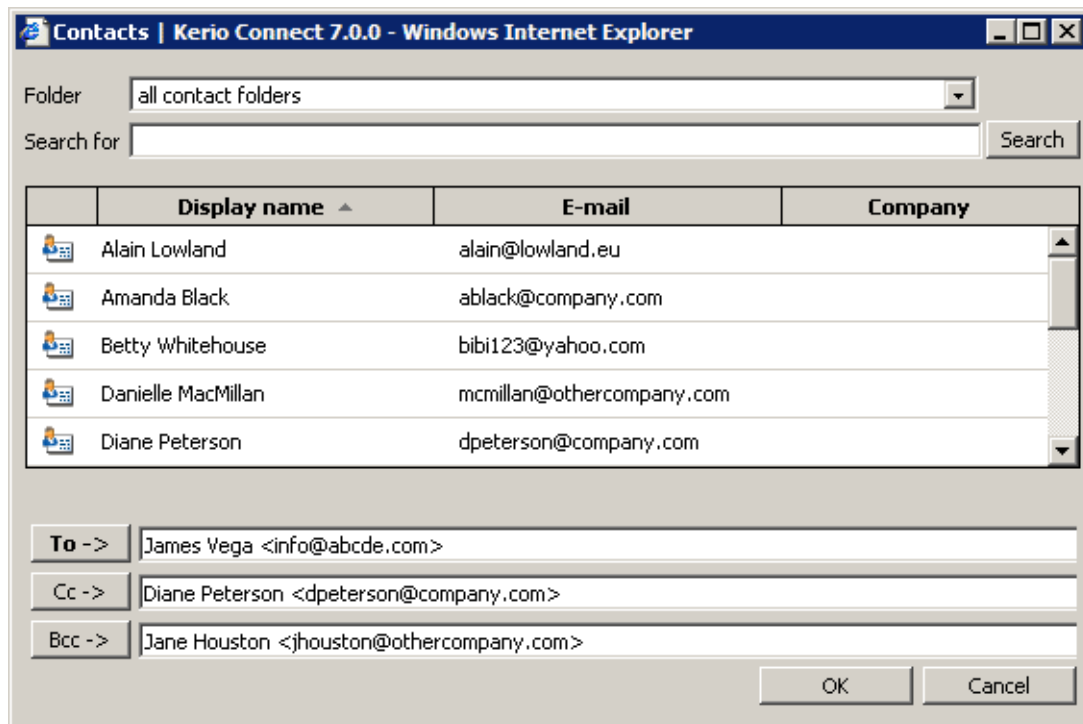 Contacts | Kerio Connect 7.0.0 - Windows Internet Explorer
Folder all contact folders
Search for Search
Display name E-mail Company
Alain Lowland alain@lowland.eu
Amanda Black ablack@company.com
Betty Whitehouse bibi123@yahoo.com
Danielle MacMillan mcmillan@othercompany.com
Diane Peterson dpeterson@company.com
To -> James Vega <info@abcde.com>
Cc -> Diane Peterson <dpeterson@company.com>
Bcc -> Jane Houston <jhouston@othercompany.com>
OK Cancel